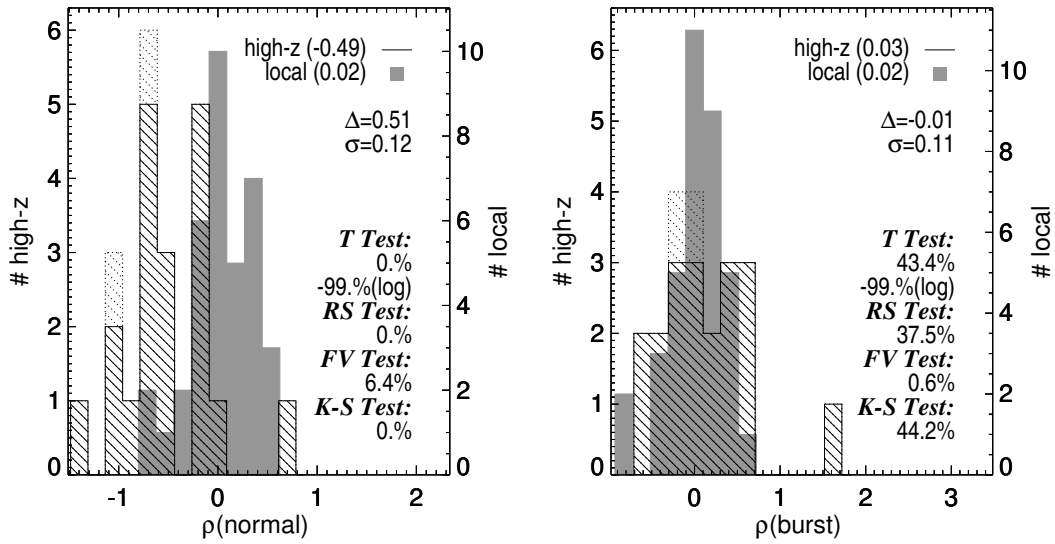 high-z (-0.49)
local (0.02)
Δ=0.51
σ=0.12
T Test:
0.%
-99.%(log)
RS Test:
0.%
FV Test:
6.4%
K-S Test:
0.%
# high-z
0
1
2
3
4
5
6
# local
0
2
4
6
8
10
-1
0
1
2
ρ(normal)
high-z (0.03)
local (0.02)
Δ=-0.01
σ=0.11
T Test:
43.4%
-99.%(log)
RS Test:
37.5%
FV Test:
0.6%
K-S Test:
44.2%
# high-z
0
1
2
3
4
5
6
# local
0
2
4
6
8
10
0
1
2
3
ρ(burst)